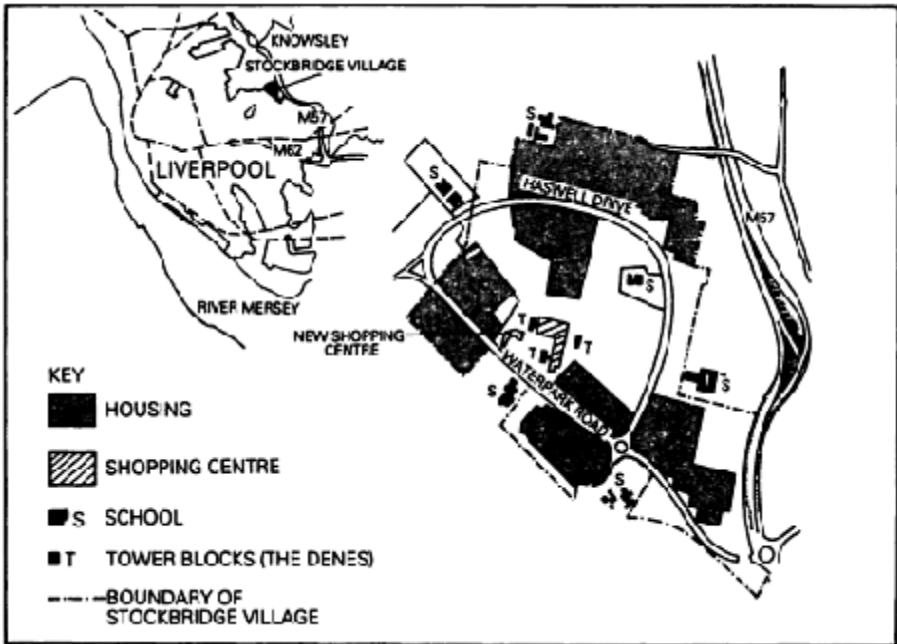 KNOWSLEY
STOCKBRIDGE VILLAGE
M57
M62
LIVERPOOL
RIVER MERSEY
S
S
HASWELL DRIVE
M57
S
T
T
T
NEW SHOPPING
CENTRE
WATERPARK ROAD
S
S
S
KEY
HOUSING
SHOPPING CENTRE
S SCHOOL
T TOWER BLOCKS (THE DENES)
BOUNDARY OF
STOCKBRIDGE VILLAGE